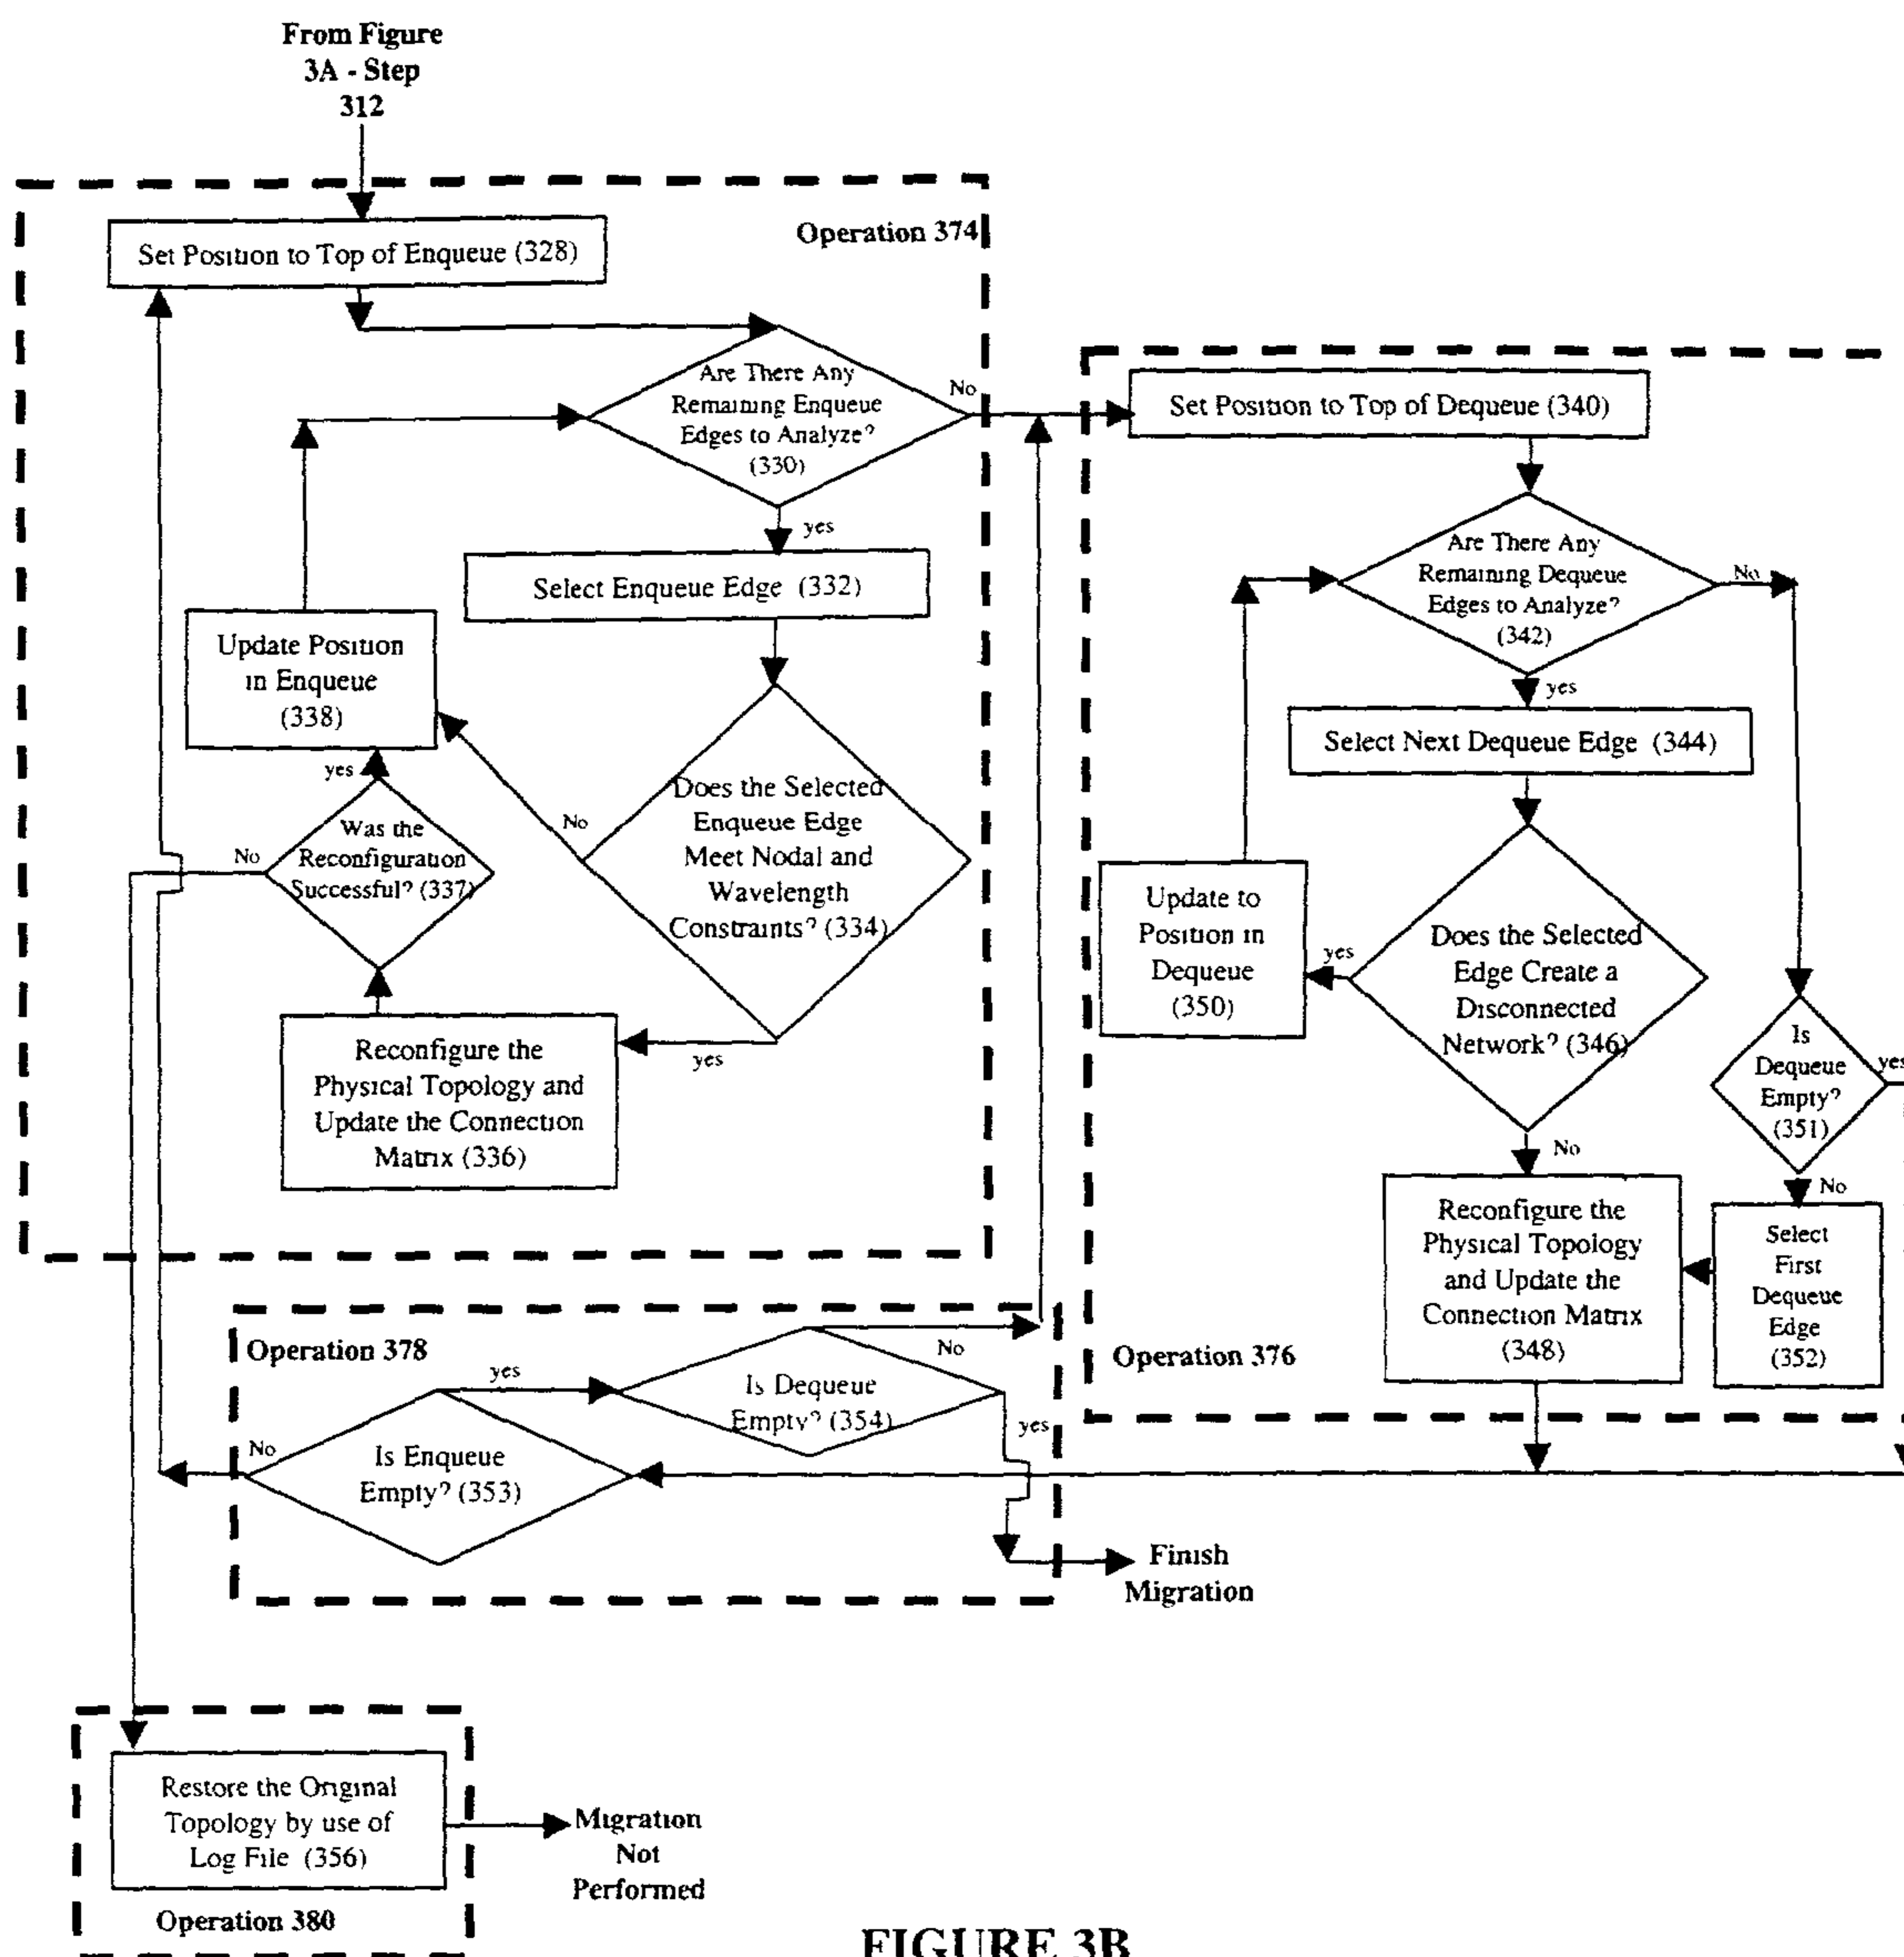 From Figure
3A - Step
312
Set Position to Top of Enqueue (328)
Operation 374
Are There Any
Remaining Enqueue
Edges to Analyze?
(330)
No
yes
Select Enqueue Edge (332)
Update Position
in Enqueue
(338)
yes
Was the
Reconfiguration
Successful? (337)
No
No
Does the Selected
Enqueue Edge
Meet Nodal and
Wavelength
Constraints? (334)
yes
Reconfigure the
Physical Topology and
Update the Connection
Matrix (336)
Set Position to Top of Dequeue (340)
Are There Any
Remaining Dequeue
Edges to Analyze?
(342)
No
yes
Select Next Dequeue Edge (344)
Update to
Position in
Dequeue
(350)
yes
Does the Selected
Edge Create a
Disconnected
Network? (346)
No
Is
Dequeue
Empty?
(351)
yes
No
Reconfigure the
Physical Topology
and Update the
Connection Matrix
(348)
Select
First
Dequeue
Edge
(352)
Operation 376
Operation 378
yes
Is Dequeue
Empty? (354)
No
yes
No
Is Enqueue
Empty? (353)
Finish
Migration
Restore the Original
Topology by use of
Log File (356)
Operation 380
Migration
Not
Performed
FIGURE 3B